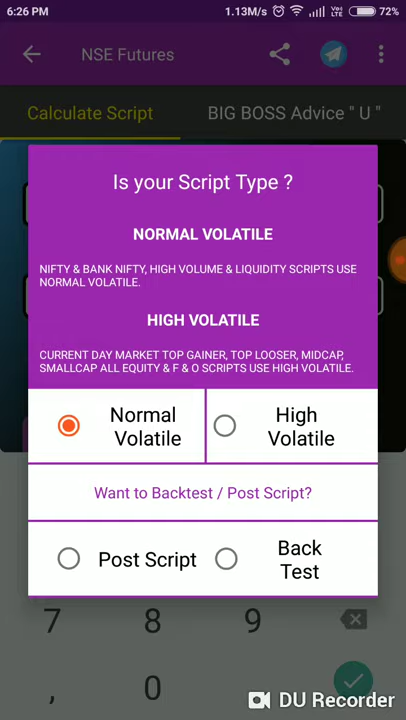 6:26 PM 1.13M/s VoLTE 72%
NSE Futures
Calculate Script BIG BOSS Advice " U "
Is your Script Type ?
NORMAL VOLATILE
NIFTY & BANK NIFTY, HIGH VOLUME & LIQUIDITY SCRIPTS USE
NORMAL VOLATILE.
HIGH VOLATILE
CURRENT DAY MARKET TOP GAINER, TOP LOOSER, MIDCAP,
SMALLCAP ALL EQUITY & F & O SCRIPTS USE HIGH VOLATILE.
Normal
Volatile
High
Volatile
Want to Backtest / Post Script?
Post Script
Back
Test
7 8 9
, 0
DU Recorder